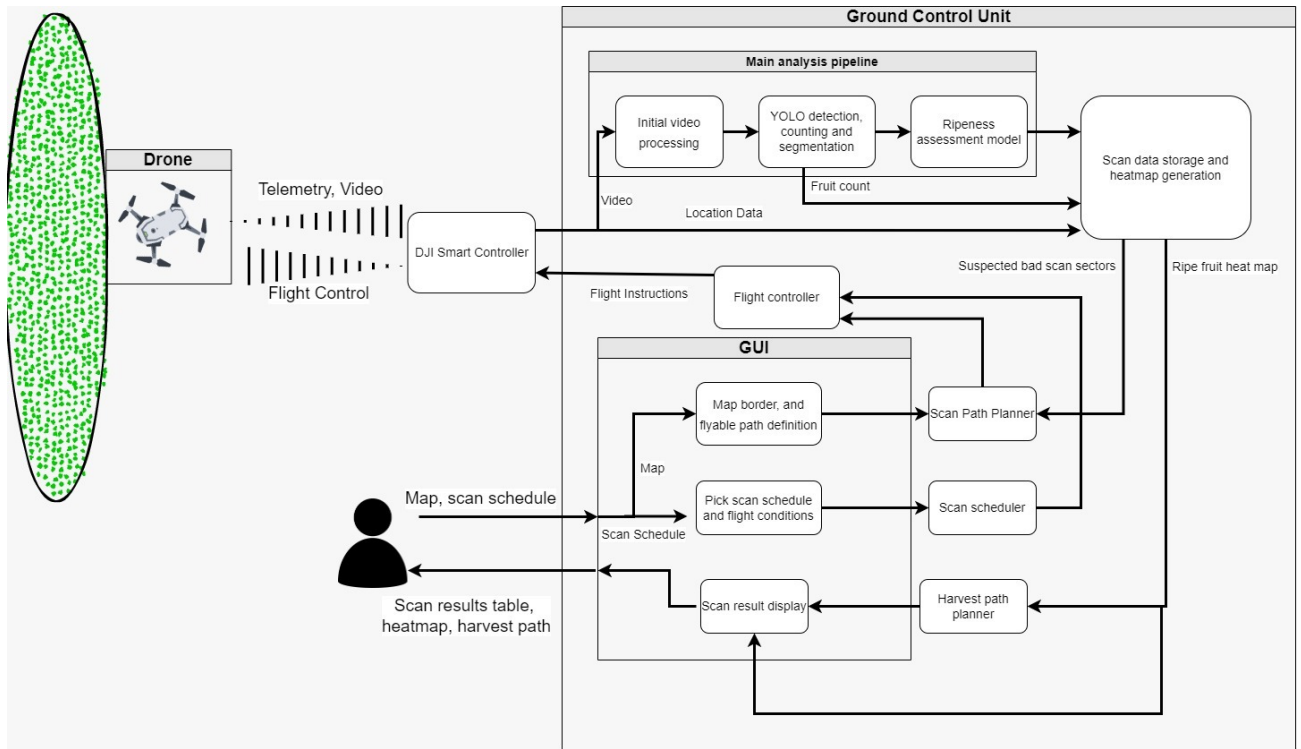 Ground Control Unit
Main analysis pipeline
Initial video
processing
YOLO detection,
counting and
segmentation
Ripeness
assessment model
Scan data storage and
heatmap generation
Drone
Telemetry, Video
Flight Control
DJI Smart Controller
Video
Fruit count
Location Data
Suspected bad scan sectors
Ripe fruit heat map
Flight Instructions
Flight controller
GUI
Map border, and
flyable path definition
Scan Path Planner
Map
Map, scan schedule
Scan Schedule
Pick scan schedule
and flight conditions
Scan scheduler
Scan results table,
heatmap, harvest path
Scan result display
Harvest path
planner